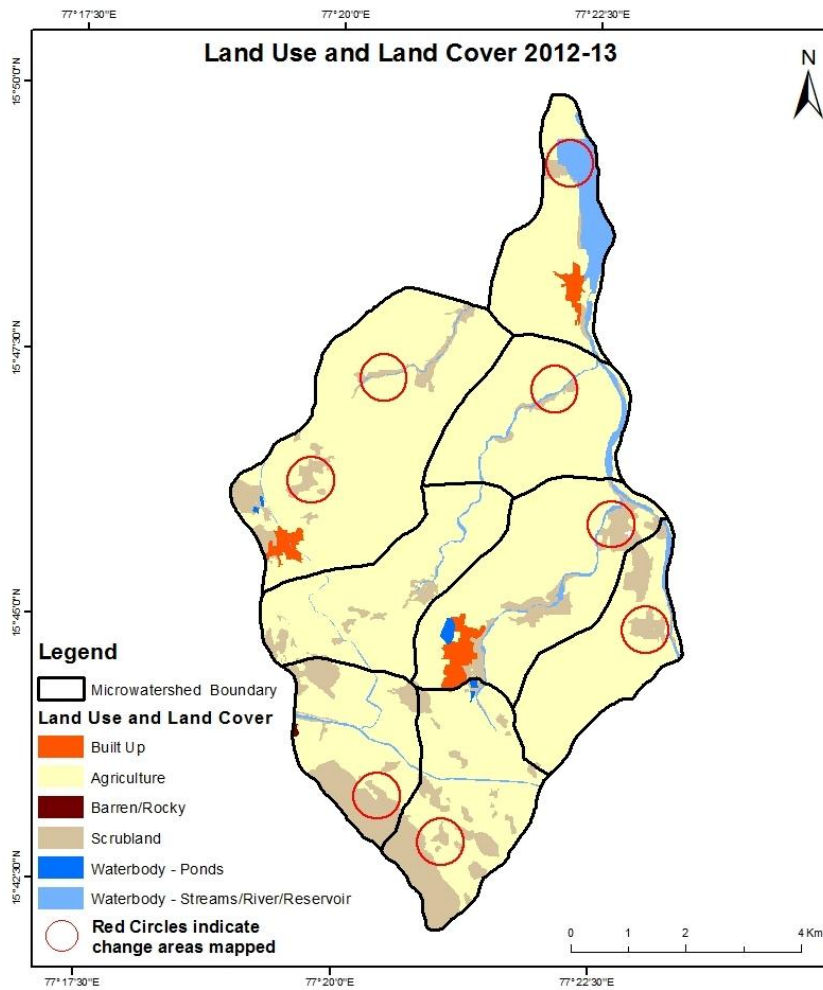 77°17'30"E 77°20'0"E 77°22'30"E
Land Use and Land Cover 2012-13
N
15°50'0"N
15°47'30"N
15°45'0"N
15°42'30"N
Legend
Microwatershed Boundary
Land Use and Land Cover
Built Up
Agriculture
Barren/Rocky
Scrubland
Waterbody - Ponds
Waterbody - Streams/River/Reservoir
Red Circles indicate
change areas mapped
0 1 2 4 Km
77°17'30"E 77°20'0"E 77°22'30"E